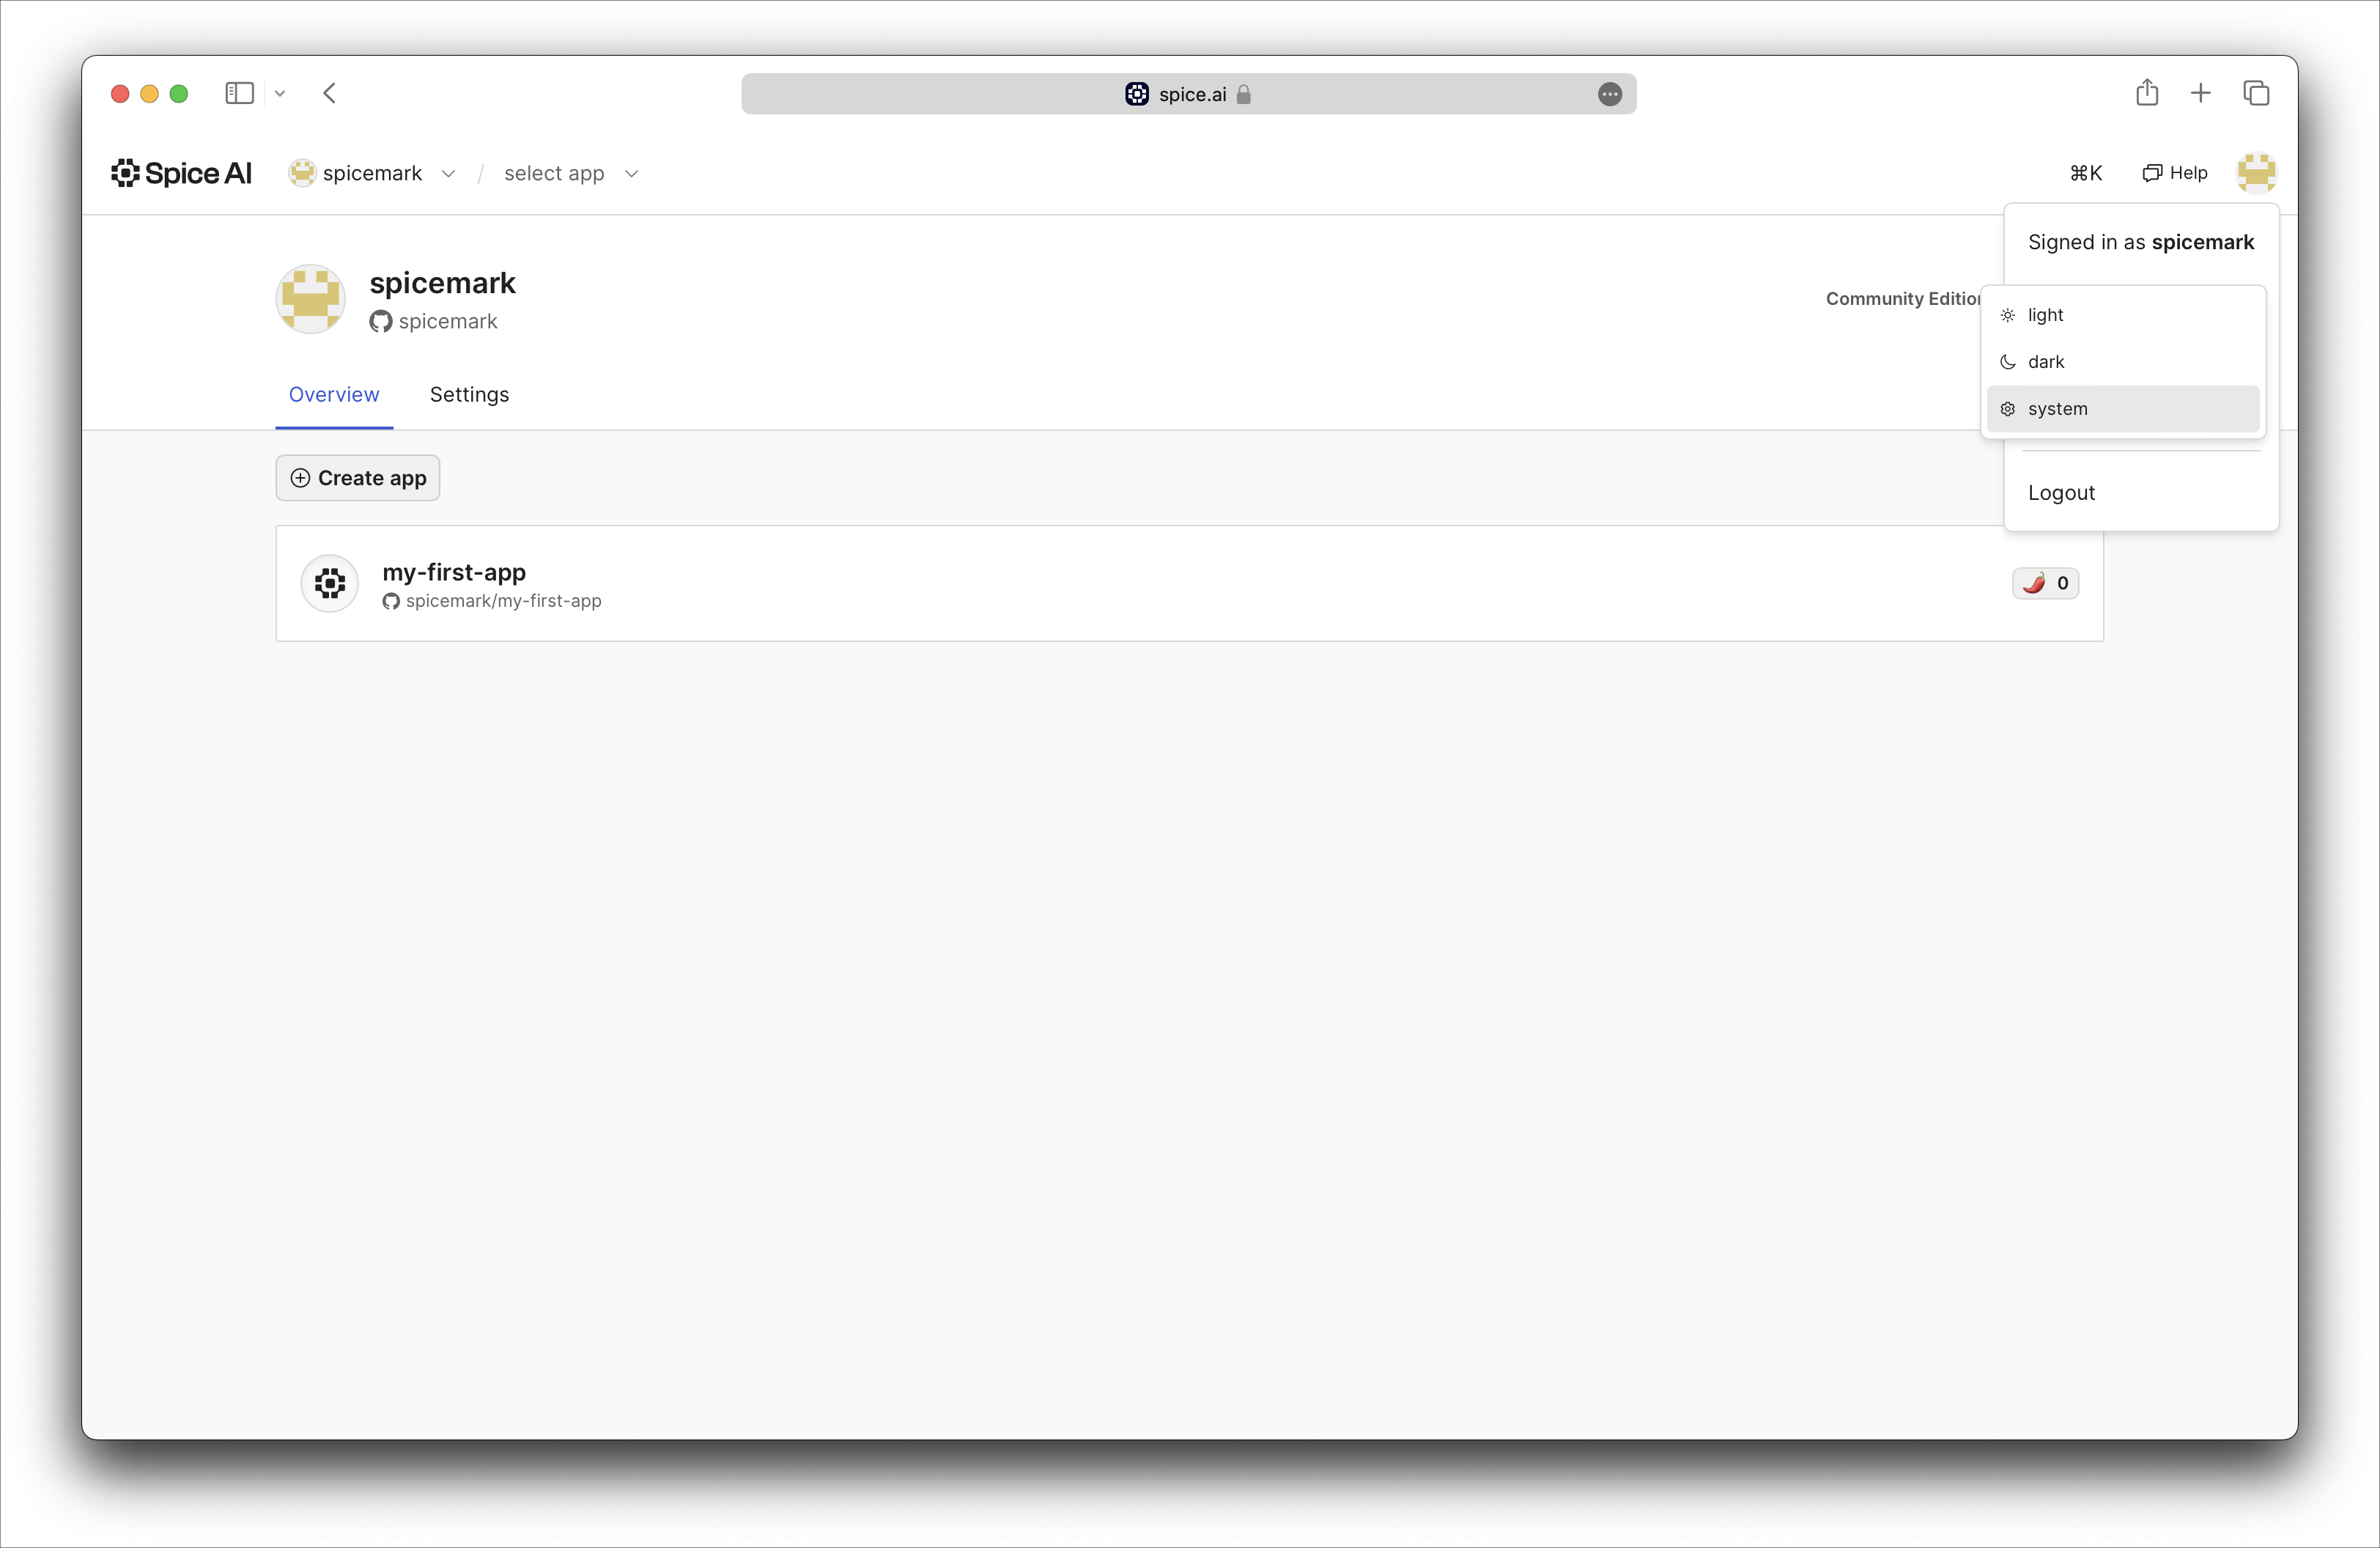 spice.ai
Spice AI
spicemark
/
select app
⌘K
Help
Signed in as spicemark
spicemark
spicemark
Community Edition
light
dark
system
Overview
Settings
Logout
Create app
my-first-app
spicemark/my-first-app
0